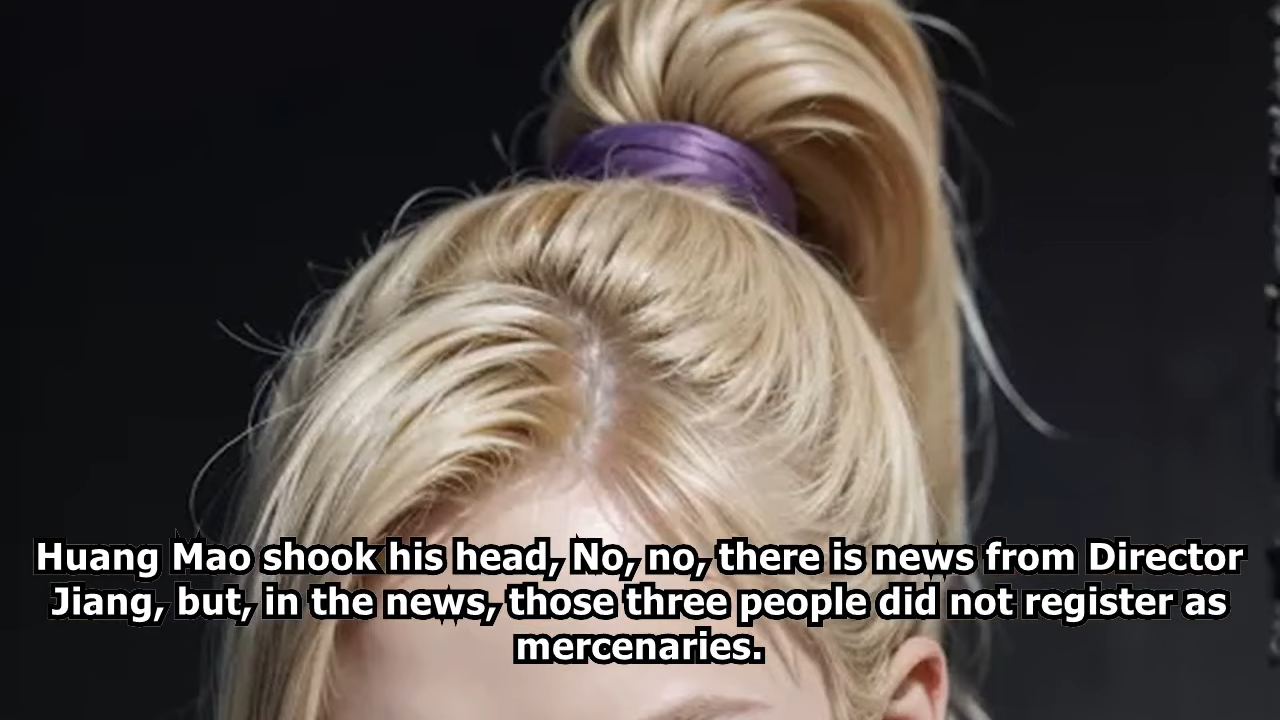 Huang Mao shook his head, No, no, there is news from Director
Jiang, but, in the news, those three people did not register as
mercenaries.